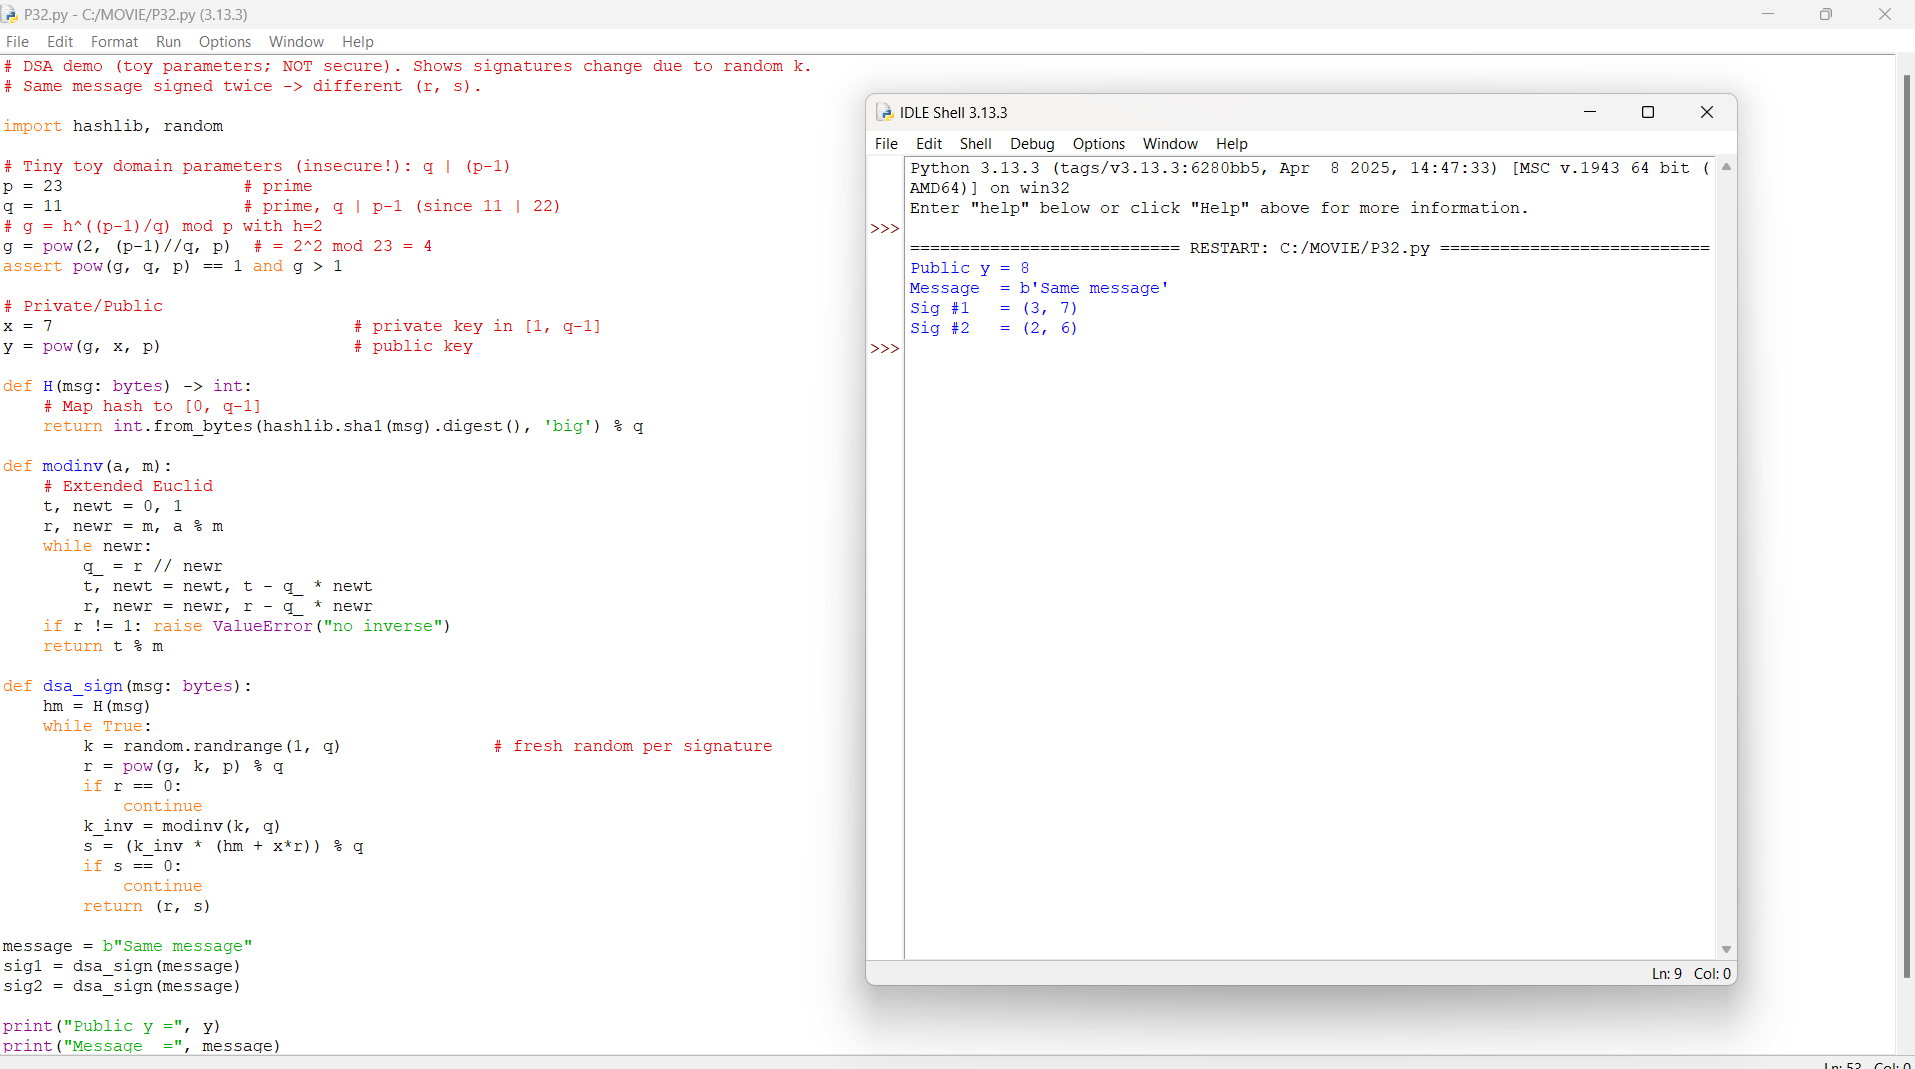 P32.py - C:/MOVIE/P32.py (3.13.3)
File Edit Format Run Options Window Help
# DSA demo (toy parameters; NOT secure). Shows signatures change due to random k.
# Same message signed twice -> different (r, s).
import hashlib, random
# Tiny toy domain parameters (insecure!): q | (p-1)
p = 23                  # prime
q = 11                  # prime, q | p-1 (since 11 | 22)
# g = h^((p-1)/q) mod p with h=2
g = pow(2, (p-1)//q, p)  # = 2^2 mod 23 = 4
assert pow(g, q, p) == 1 and g > 1
# Private/Public
x = 7                              # private key in [1, q-1]
y = pow(g, x, p)                   # public key
def H(msg: bytes) -> int:
    # Map hash to [0, q-1]
    return int.from_bytes(hashlib.sha1(msg).digest(), 'big') % q
def modinv(a, m):
    # Extended Euclid
    t, newt = 0, 1
    r, newr = m, a % m
    while newr:
        q_ = r // newr
        t, newt = newt, t - q_ * newt
        r, newr = newr, r - q_ * newr
    if r != 1: raise ValueError("no inverse")
    return t % m
def dsa_sign(msg: bytes):
    hm = H(msg)
    while True:
        k = random.randrange(1, q)               # fresh random per signature
        r = pow(g, k, p) % q
        if r == 0:
            continue
        k_inv = modinv(k, q)
        s = (k_inv * (hm + x*r)) % q
        if s == 0:
            continue
        return (r, s)
message = b"Same message"
sig1 = dsa_sign(message)
sig2 = dsa_sign(message)
print("Public y =", y)
print("Message  =", message)
Ln: 53 Col: 0
IDLE Shell 3.13.3
File Edit Shell Debug Options Window Help
Python 3.13.3 (tags/v3.13.3:6280bb5, Apr  8 2025, 14:47:33) [MSC v.1943 64 bit (
AMD64)] on win32
Enter "help" below or click "Help" above for more information.
>>>
=========================== RESTART: C:/MOVIE/P32.py ===========================
Public y = 8
Message  = b'Same message'
Sig #1   = (3, 7)
Sig #2   = (2, 6)
>>>
Ln: 9 Col: 0